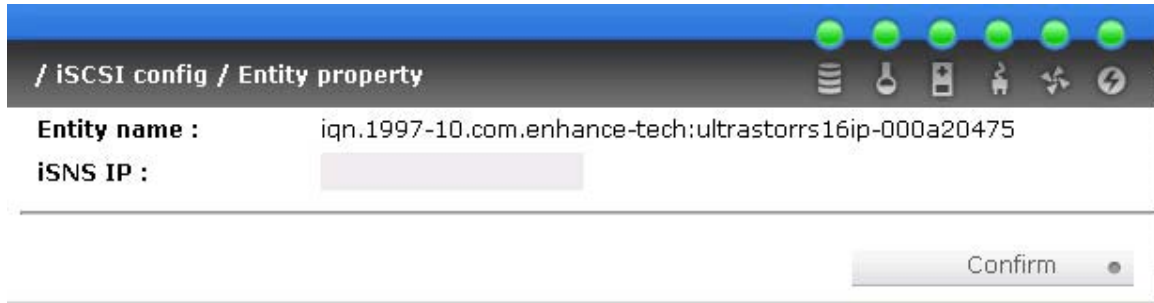 / iSCSI config / Entity property
Entity name : iqn.1997-10.com.enhance-tech:ultrastorrs16ip-000a20475
iSNS IP :
Confirm